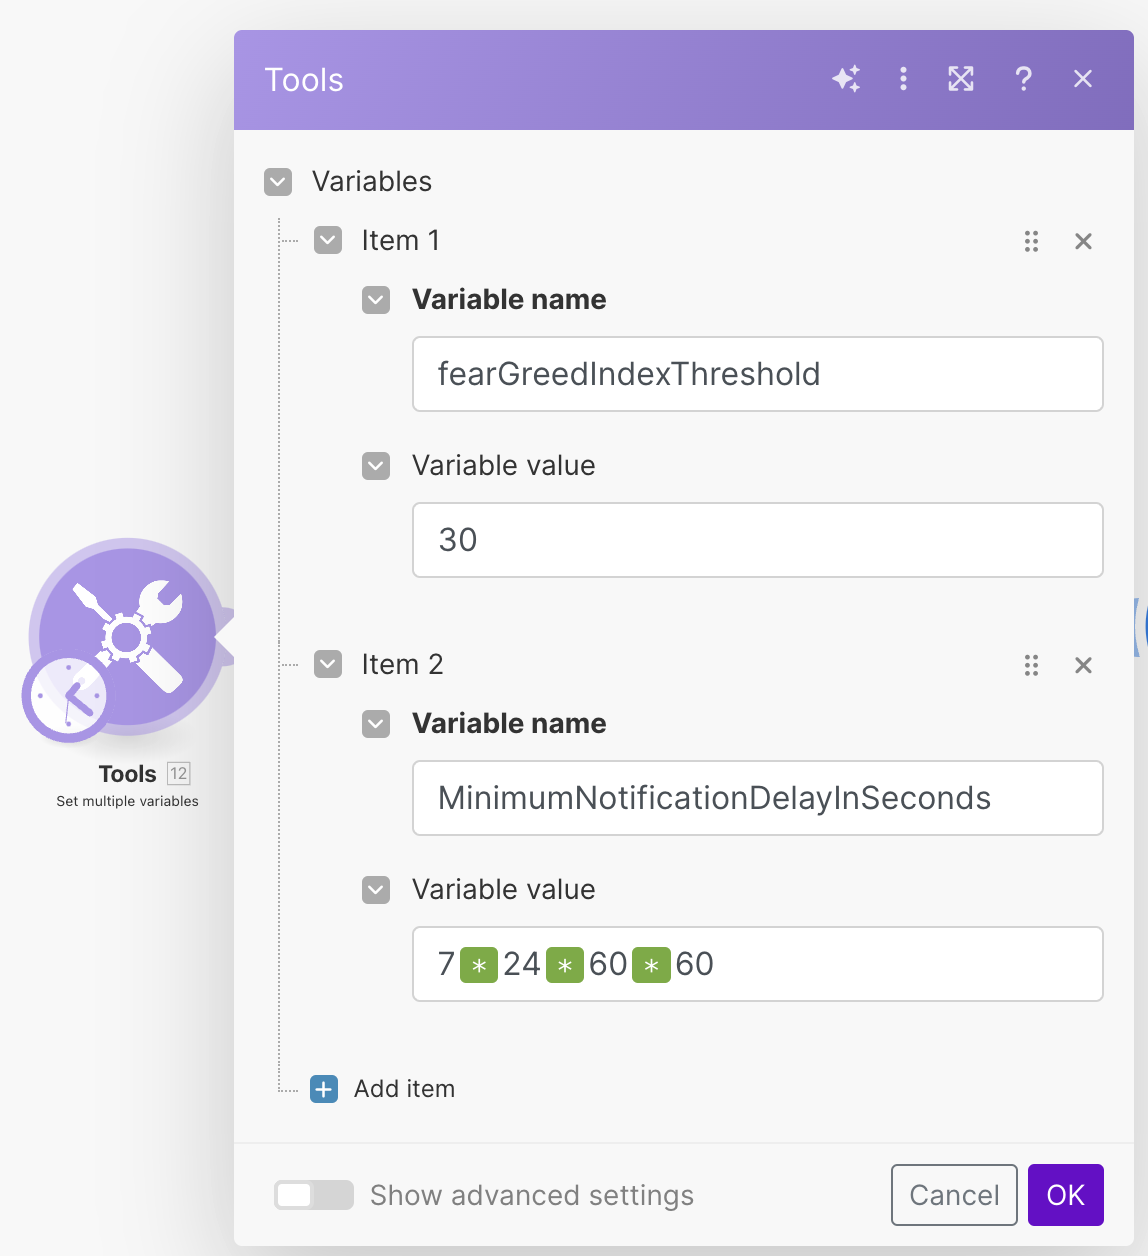 Tools
Variables
Item 1
Variable name
fearGreedIndexThreshold
Variable value
30
Item 2
Variable name
MinimumNotificationDelayInSeconds
Variable value
7 * 24 * 60 * 60
Add item
Show advanced settings
Cancel
OK
Tools 12
Set multiple variables